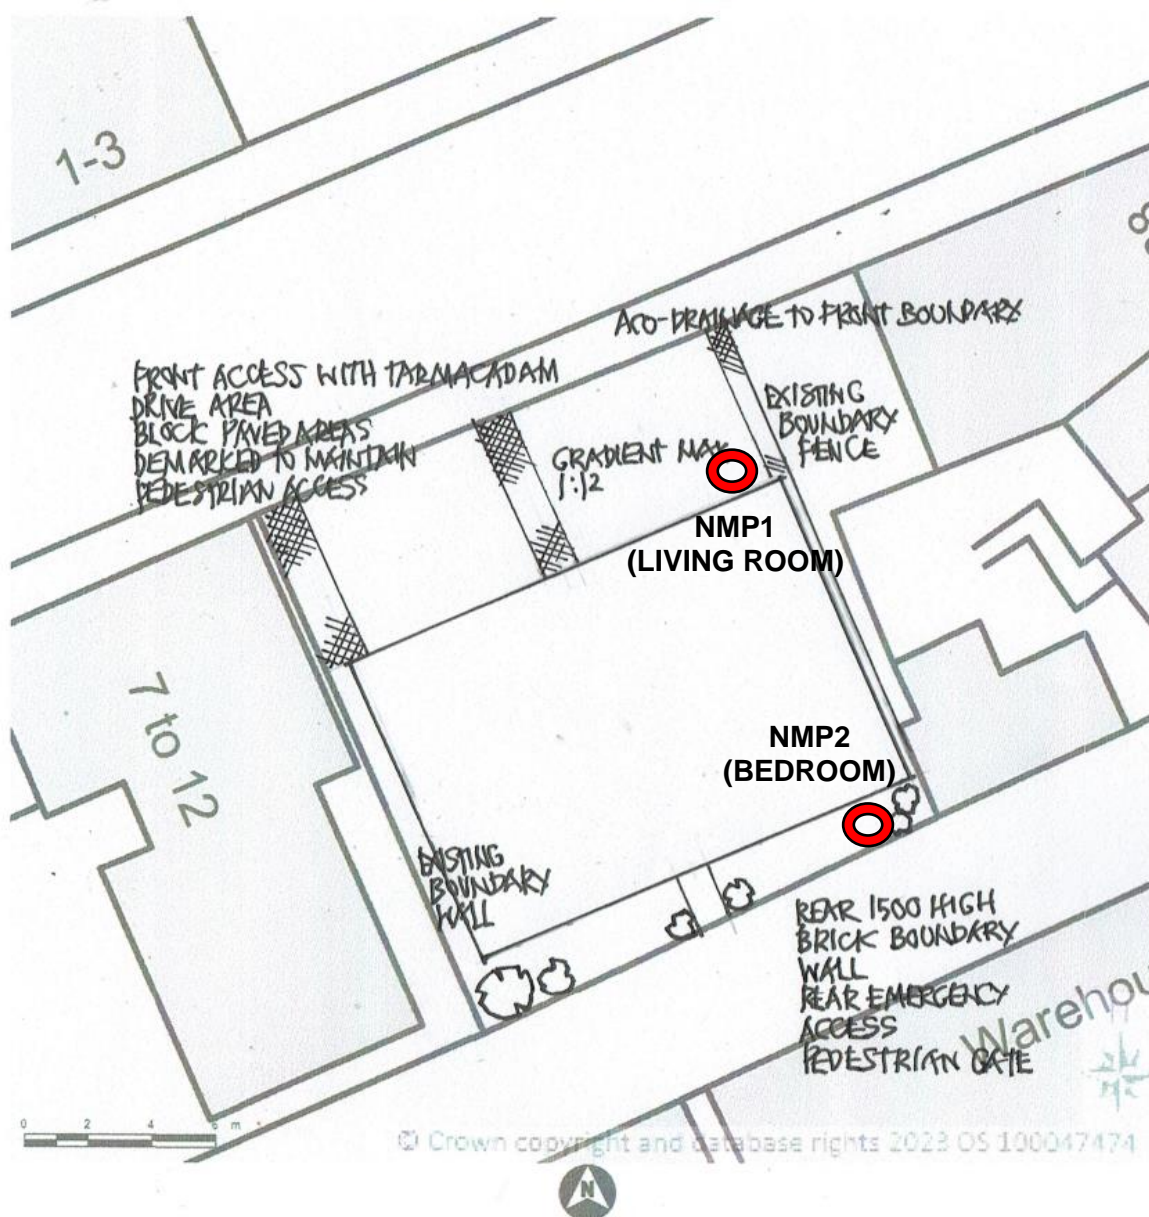 1-3
8
ACO-DRAINAGE TO FRONT BOUNDARY
FRONT ACCESS WITH TARMACADAM
DRIVE AREA
BLOCK PAVED AREAS
DEMARKED TO MAINTAIN
PEDESTRIAN ACCESS
EXISTING
BOUNDARY
FENCE
GRADIENT MAX
1:12
NMP1
(LIVING ROOM)
7 to 12
NMP2
(BEDROOM)
EXISTING
BOUNDARY
WALL
REAR 1500 HIGH
BRICK BOUNDARY
WALL
REAR EMERGENCY
ACCESS
PEDESTRIAN GATE
Warehou
0 2 4 6 m
© Crown copyright and database rights 2023 OS 100047474
N